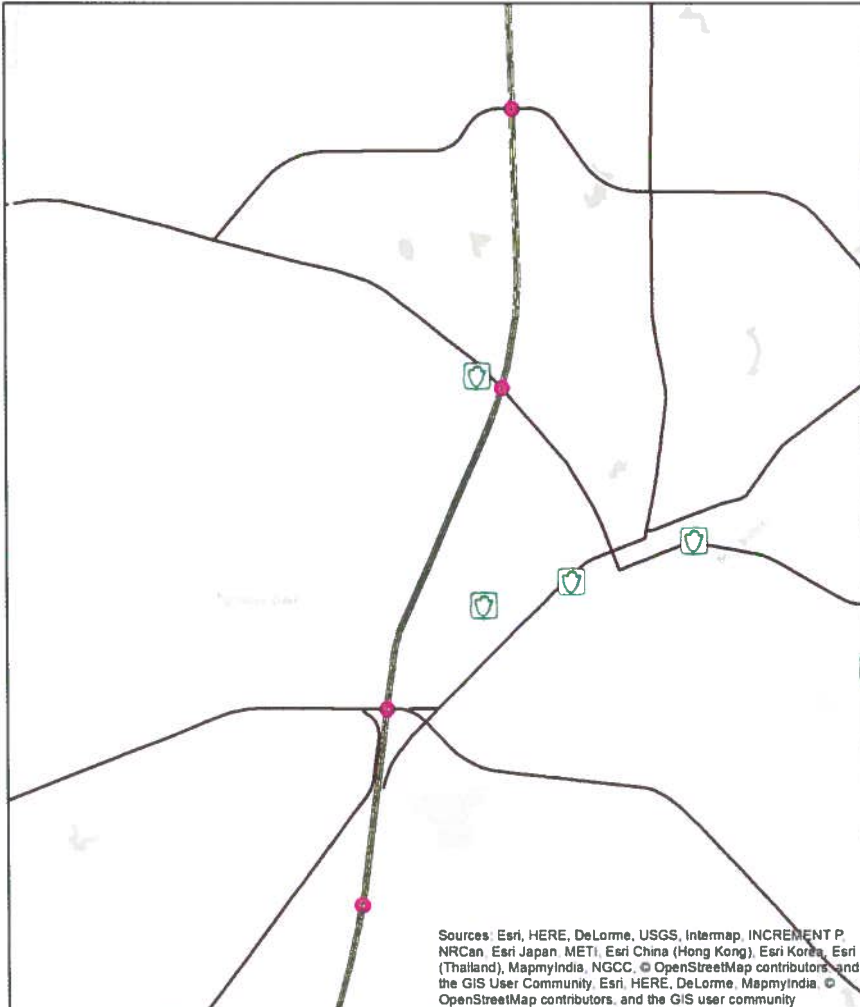 Sources: Esri, HERE, DeLorme, USGS, Intermap, INCREMENT P,
NRCan, Esri Japan, METI, Esri China (Hong Kong), Esri Korea, Esri
(Thailand), MapmyIndia, NGCC, © OpenStreetMap contributors, and
the GIS User Community, Esri, HERE, DeLorme, MapmyIndia, ©
OpenStreetMap contributors, and the GIS user community